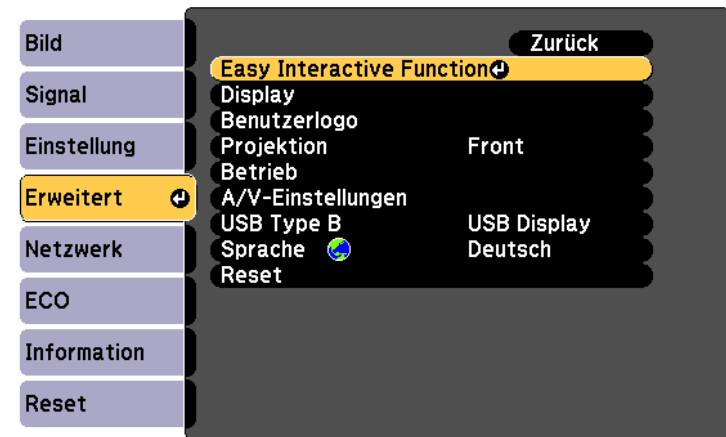 Bild
Signal
Einstellung
Erweitert
Netzwerk
ECO
Information
Reset
Zurück
Easy Interactive Function
Display
Benutzerlogo
Projektion Front
Betrieb
A/V-Einstellungen
USB Type B USB Display
Sprache Deutsch
Reset